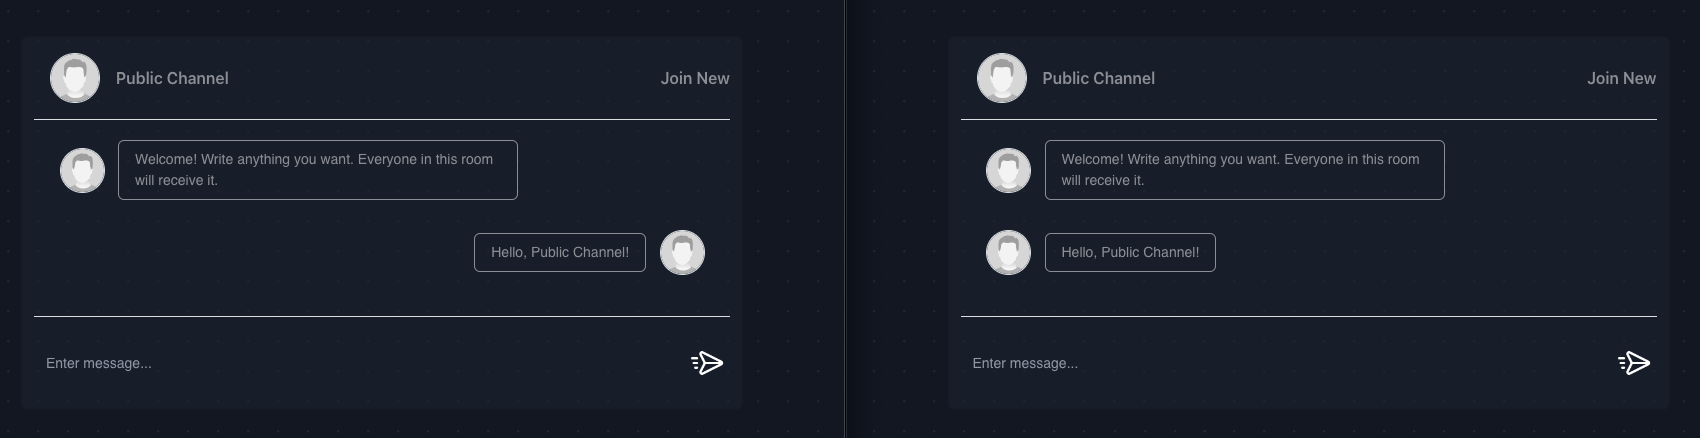 Public Channel
Join New
Welcome! Write anything you want. Everyone in this room
will receive it.
Hello, Public Channel!
Enter message...
Public Channel
Join New
Welcome! Write anything you want. Everyone in this room
will receive it.
Hello, Public Channel!
Enter message...